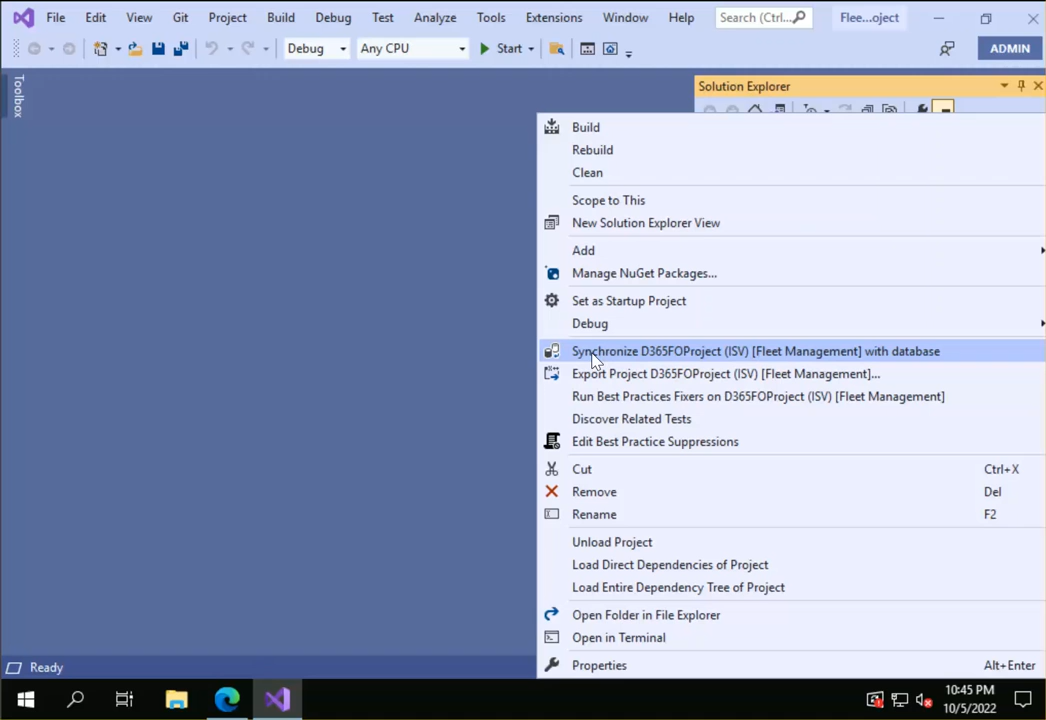 File Edit View Git Project Build Debug Test Analyze Tools Extensions Window Help Search (Ctrl... Flee...oject
Debug Any CPU Start ADMIN
Toolbox
Solution Explorer
Build
Rebuild
Clean
Scope to This
New Solution Explorer View
Add
Manage NuGet Packages...
Set as Startup Project
Debug
Synchronize D365FOProject (ISV) [Fleet Management] with database
Export Project D365FOProject (ISV) [Fleet Management]...
Run Best Practices Fixers on D365FOProject (ISV) [Fleet Management]
Discover Related Tests
Edit Best Practice Suppressions
Cut Ctrl+X
Remove Del
Rename F2
Unload Project
Load Direct Dependencies of Project
Load Entire Dependency Tree of Project
Open Folder in File Explorer
Open in Terminal
Properties Alt+Enter
Ready
10:45 PM
10/5/2022